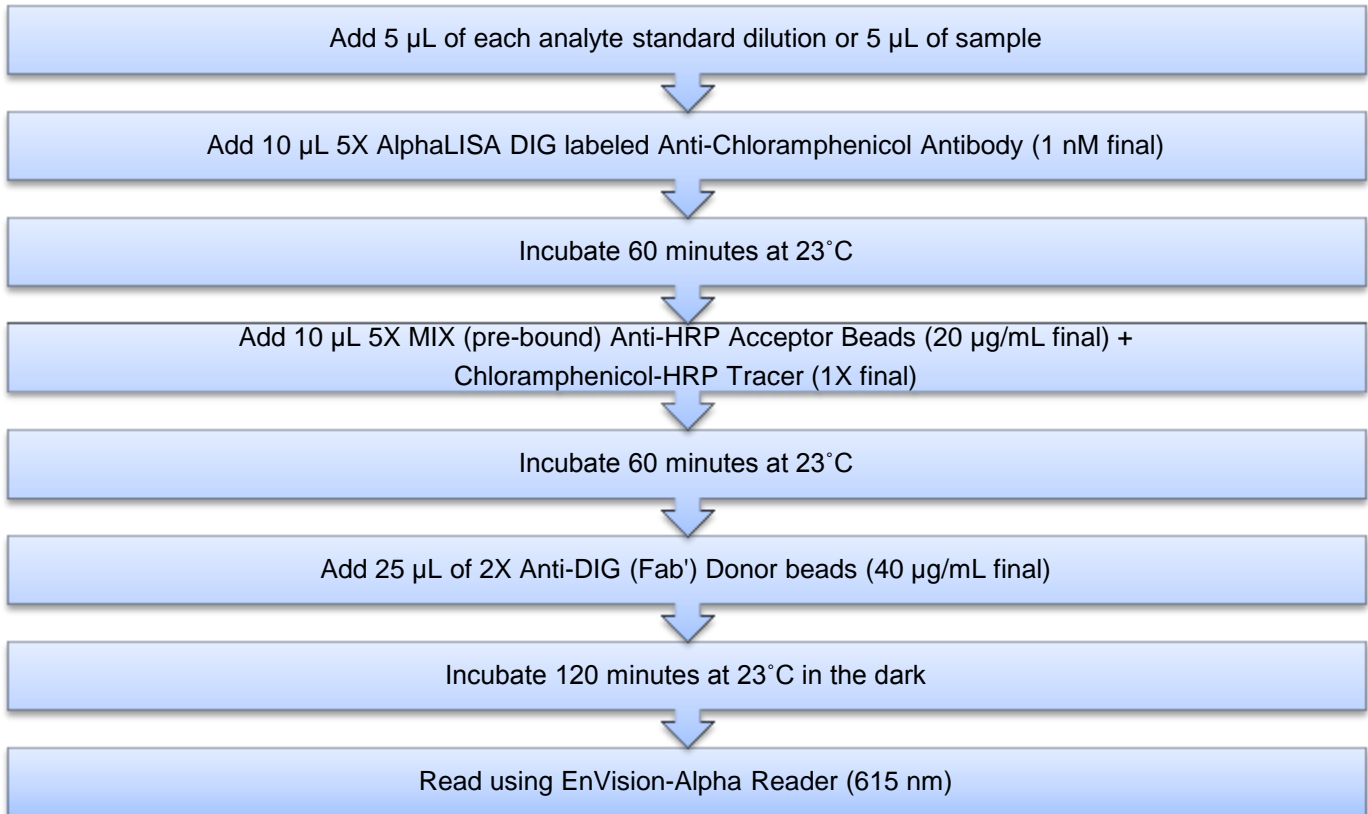 Add 5 µL of each analyte standard dilution or 5 µL of sample
Add 10 µL 5X AlphaLISA DIG labeled Anti-Chloramphenicol Antibody (1 nM final)
Incubate 60 minutes at 23˚C
Add 10 µL 5X MIX (pre-bound) Anti-HRP Acceptor Beads (20 µg/mL final) +
Chloramphenicol-HRP Tracer (1X final)
Incubate 60 minutes at 23˚C
Add 25 µL of 2X Anti-DIG (Fab') Donor beads (40 µg/mL final)
Incubate 120 minutes at 23˚C in the dark
Read using EnVision-Alpha Reader (615 nm)